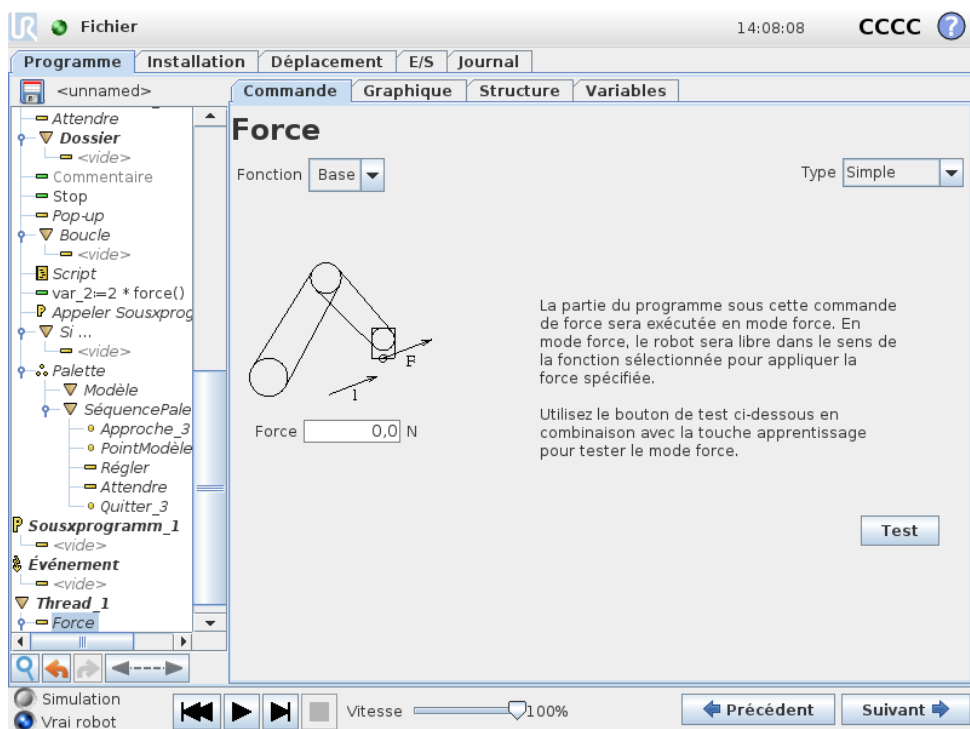 UR Fichier 14:08:08 CCCC ?
Programme Installation Déplacement E/S Journal
<unnamed>
Commande Graphique Structure Variables
Attendre
Dossier
<vide>
Commentaire
Stop
Pop-up
Boucle
<vide>
Script
var_2:=2 * force()
P Appeler Sousxprog
Si ...
<vide>
Palette
Modèle
SéquencePale
Approche_3
PointModèle
Régler
Attendre
Quitter_3
P Sousxprogramm_1
<vide>
Événement
<vide>
Thread_1
Force
Force
Fonction Base
Type Simple
F
1
Force 0,0 N
La partie du programme sous cette commande
de force sera exécutée en mode force. En
mode force, le robot sera libre dans le sens de
la fonction sélectionnée pour appliquer la
force spécifiée.
Utilisez le bouton de test ci-dessous en
combinaison avec la touche apprentissage
pour tester le mode force.
Test
Simulation
Vrai robot
Vitesse 100%
Précédent
Suivant